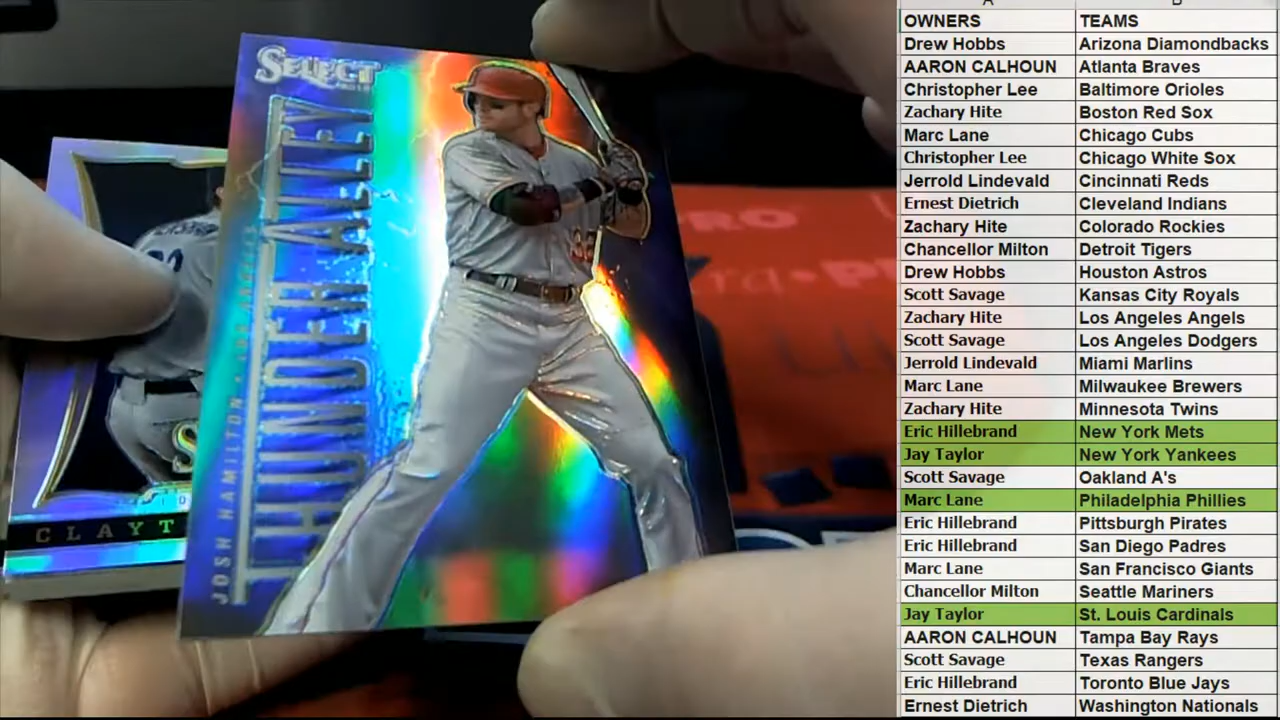 SELECT
THUNDER ALLEY
JOSH HAMILTON
LOS ANGELES
CLAYT
PRO
A B
OWNERS TEAMS
Drew Hobbs Arizona Diamondbacks
AARON CALHOUN Atlanta Braves
Christopher Lee Baltimore Orioles
Zachary Hite Boston Red Sox
Marc Lane Chicago Cubs
Christopher Lee Chicago White Sox
Jerrold Lindevald Cincinnati Reds
Ernest Dietrich Cleveland Indians
Zachary Hite Colorado Rockies
Chancellor Milton Detroit Tigers
Drew Hobbs Houston Astros
Scott Savage Kansas City Royals
Zachary Hite Los Angeles Angels
Scott Savage Los Angeles Dodgers
Jerrold Lindevald Miami Marlins
Marc Lane Milwaukee Brewers
Zachary Hite Minnesota Twins
Eric Hillebrand New York Mets
Jay Taylor New York Yankees
Scott Savage Oakland A's
Marc Lane Philadelphia Phillies
Eric Hillebrand Pittsburgh Pirates
Eric Hillebrand San Diego Padres
Marc Lane San Francisco Giants
Chancellor Milton Seattle Mariners
Jay Taylor St. Louis Cardinals
AARON CALHOUN Tampa Bay Rays
Scott Savage Texas Rangers
Eric Hillebrand Toronto Blue Jays
Ernest Dietrich Washington Nationals